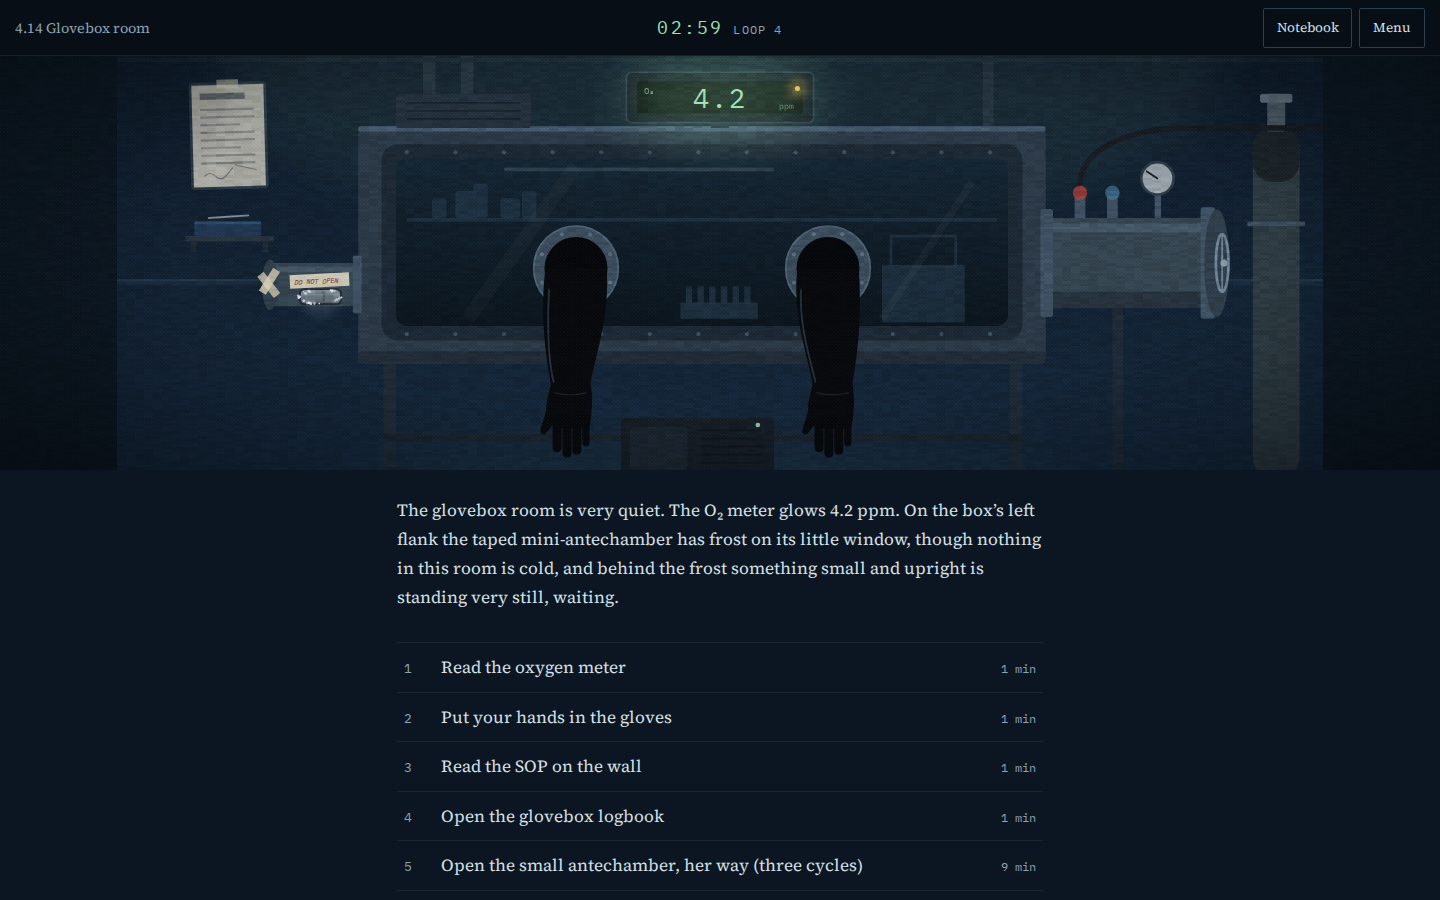 4.14 Glovebox room
02:59 LOOP 4
Notebook
Menu
O₂
4.2
ppm
DO NOT OPEN
The glovebox room is very quiet. The O₂ meter glows 4.2 ppm. On the box’s left
flank the taped mini-antechamber has frost on its little window, though nothing
in this room is cold, and behind the frost something small and upright is
standing very still, waiting.
1 Read the oxygen meter 1 min
2 Put your hands in the gloves 1 min
3 Read the SOP on the wall 1 min
4 Open the glovebox logbook 1 min
5 Open the small antechamber, her way (three cycles) 9 min